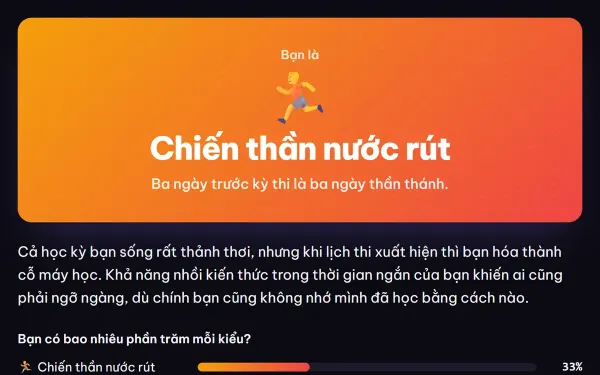 Bạn là
Chiến thần nước rút
Ba ngày trước kỳ thi là ba ngày thần thánh.
Cả học kỳ bạn sống rất thảnh thơi, nhưng khi lịch thi xuất hiện thì bạn hóa thành
cỗ máy học. Khả năng nhồi kiến thức trong thời gian ngắn của bạn khiến ai cũng
phải ngỡ ngàng, dù chính bạn cũng không nhớ mình đã học bằng cách nào.
Bạn có bao nhiêu phần trăm mỗi kiểu?
Chiến thần nước rút 33%